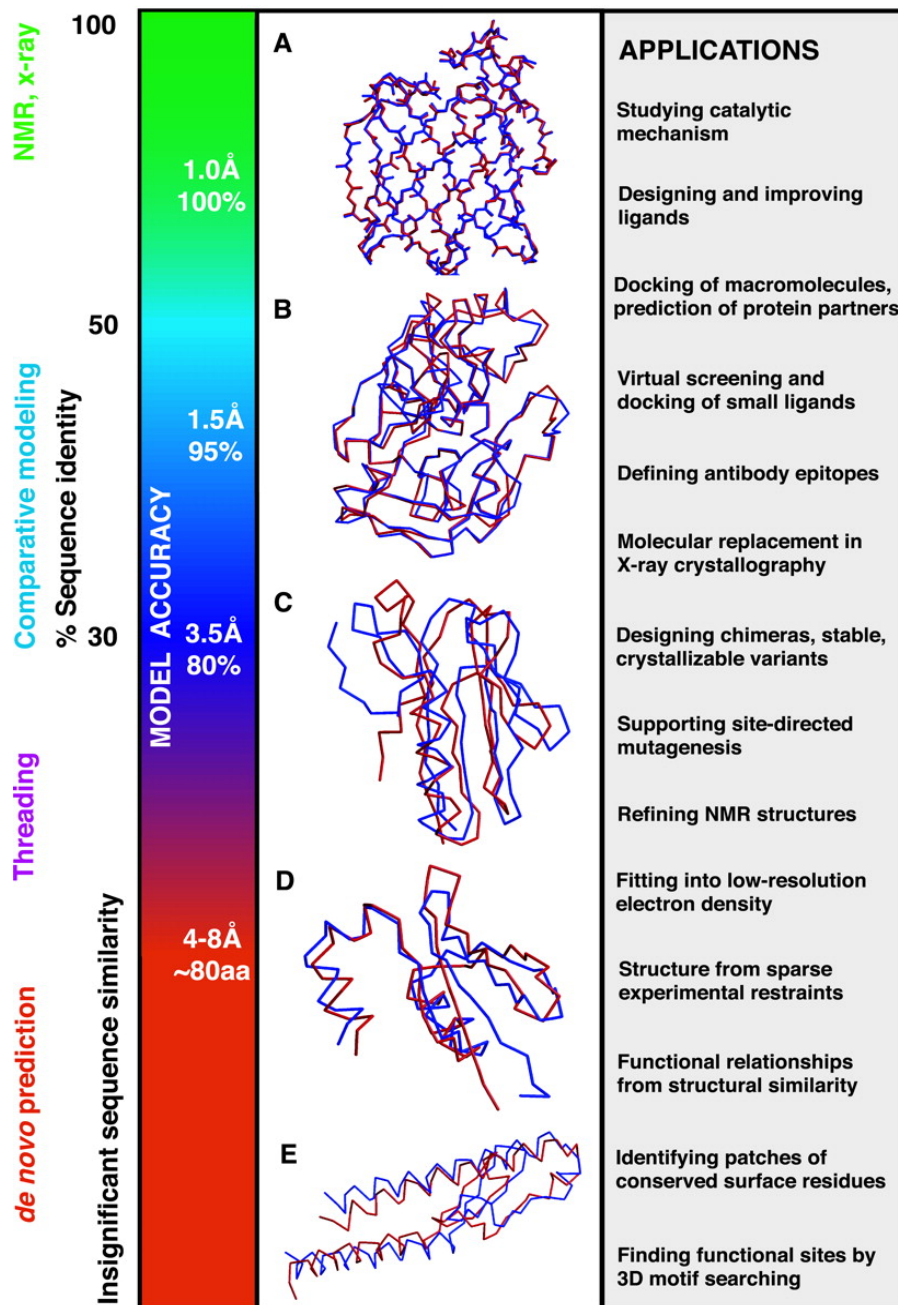 NMR, x-ray
Comparative modeling
Threading
de novo prediction
100
50
% Sequence identity
30
Insignificant sequence similarity
MODEL ACCURACY
1.0Å
100%
1.5Å
95%
3.5Å
80%
4-8Å
~80aa
A
B
C
D
E
APPLICATIONS
Studying catalytic
mechanism
Designing and improving
ligands
Docking of macromolecules,
prediction of protein partners
Virtual screening and
docking of small ligands
Defining antibody epitopes
Molecular replacement in
X-ray crystallography
Designing chimeras, stable,
crystallizable variants
Supporting site-directed
mutagenesis
Refining NMR structures
Fitting into low-resolution
electron density
Structure from sparse
experimental restraints
Functional relationships
from structural similarity
Identifying patches of
conserved surface residues
Finding functional sites by
3D motif searching